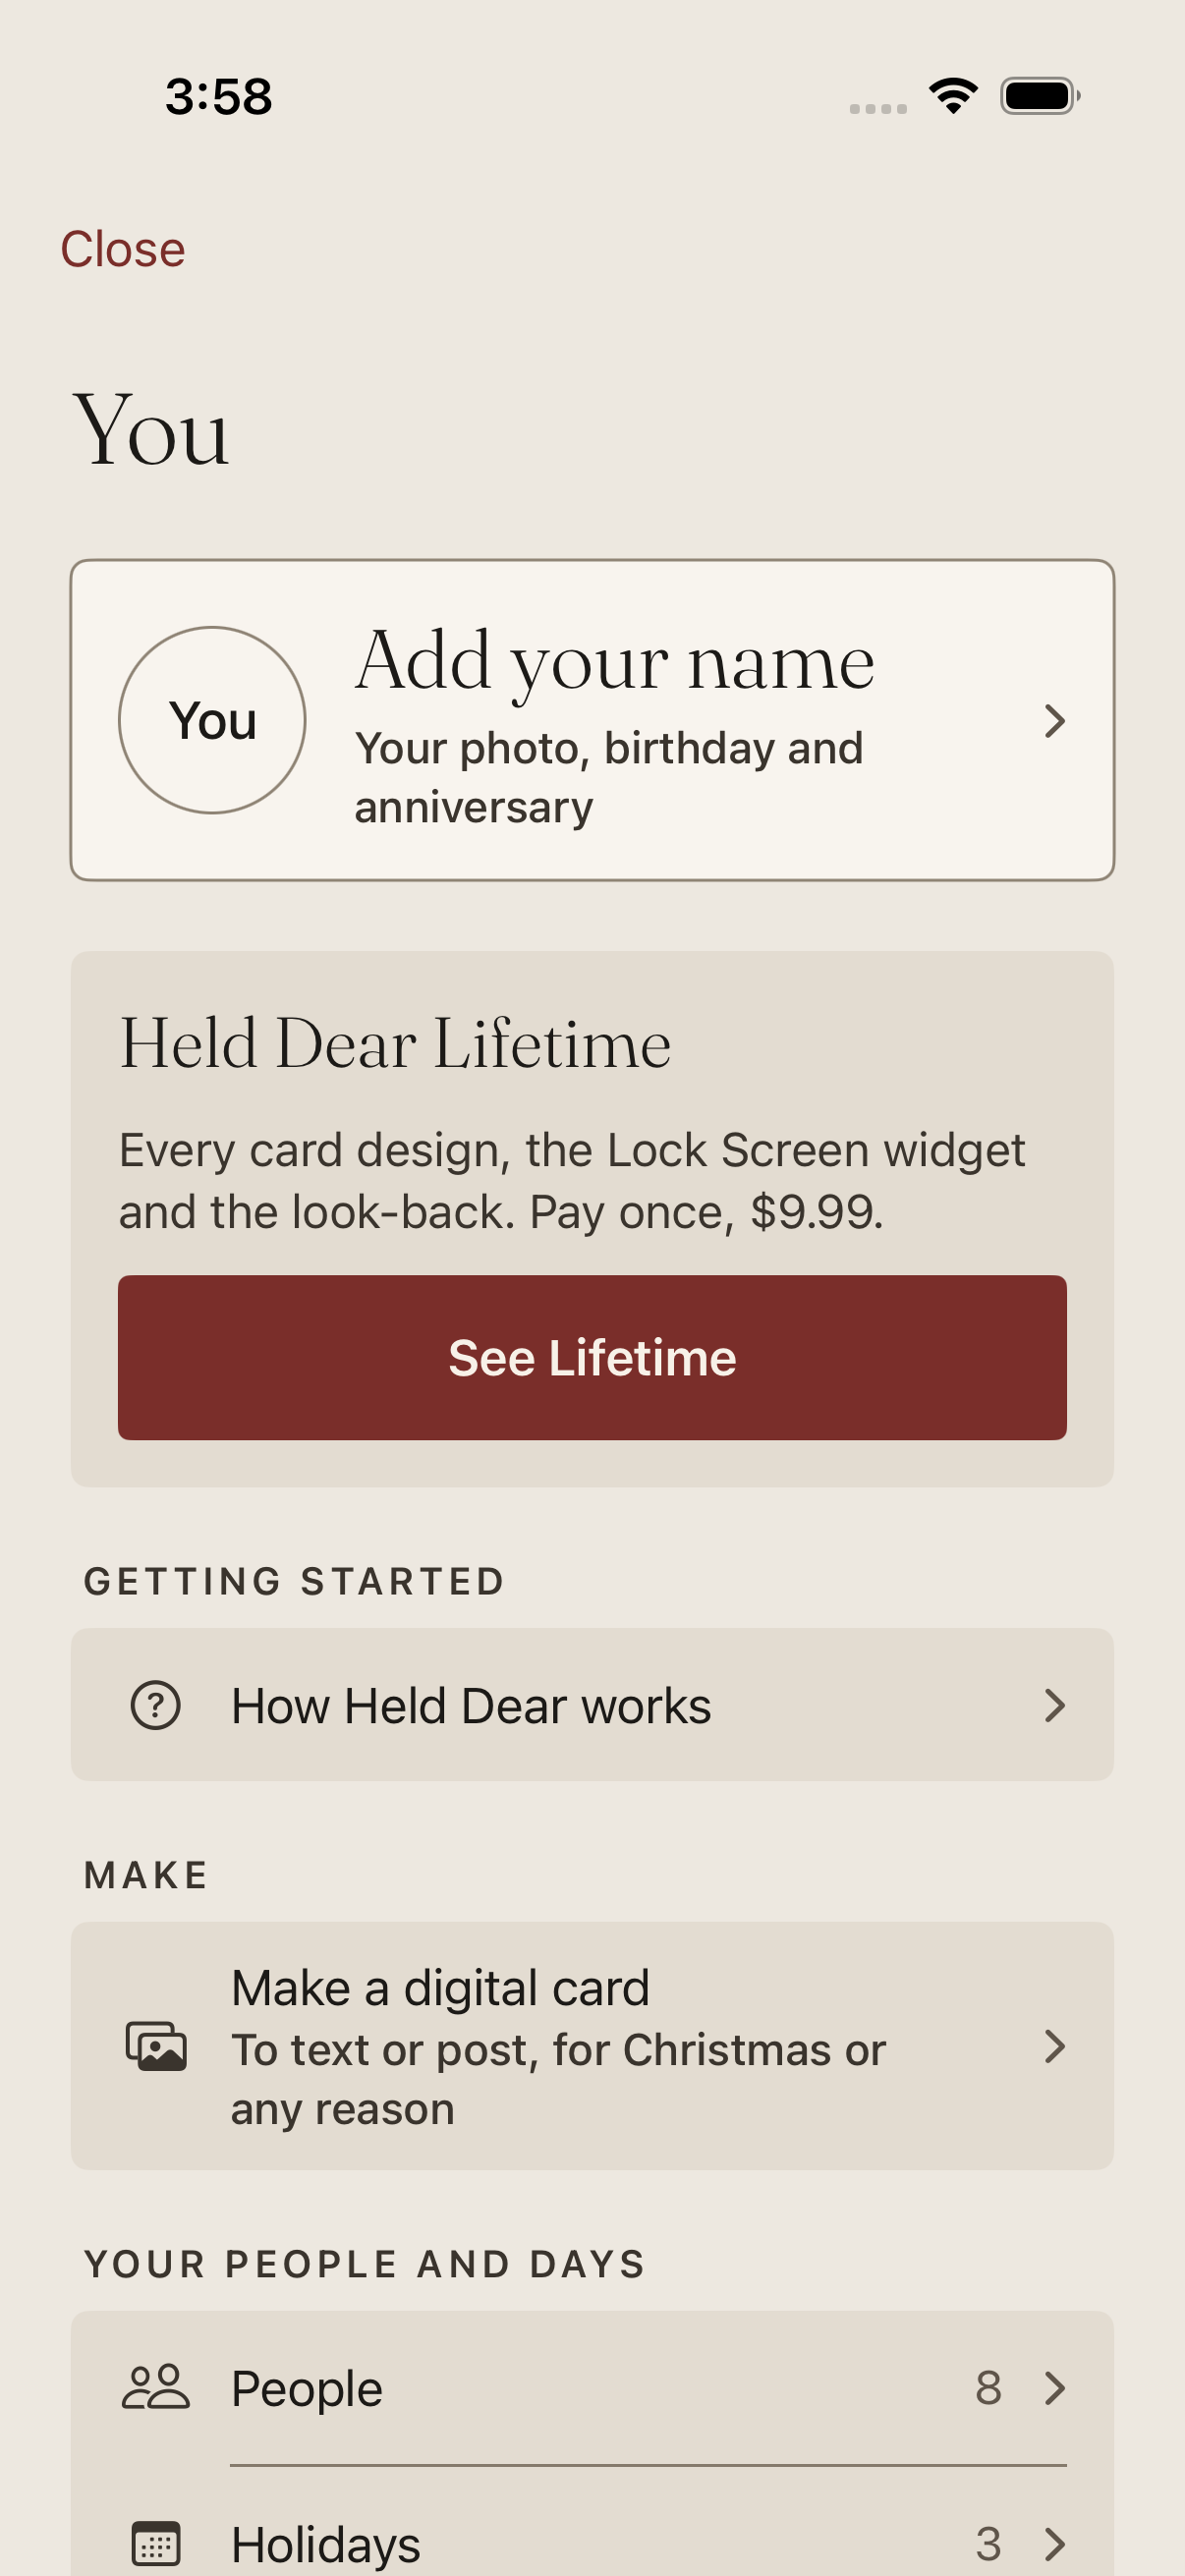 3:58
Close
You
You
Add your name
Your photo, birthday and
anniversary
Held Dear Lifetime
Every card design, the Lock Screen widget
and the look-back. Pay once, $9.99.
See Lifetime
GETTING STARTED
How Held Dear works
MAKE
Make a digital card
To text or post, for Christmas or
any reason
YOUR PEOPLE AND DAYS
People 8
Holidays 3